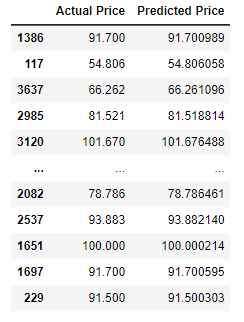 Actual Price Predicted Price
1386 91.700 91.700989
117 54.806 54.806058
3637 66.262 66.261096
2985 81.521 81.518814
3120 101.670 101.676488
... ... ...
2082 78.786 78.786461
2537 93.883 93.882140
1651 100.000 100.000214
1697 91.700 91.700595
229 91.500 91.500303